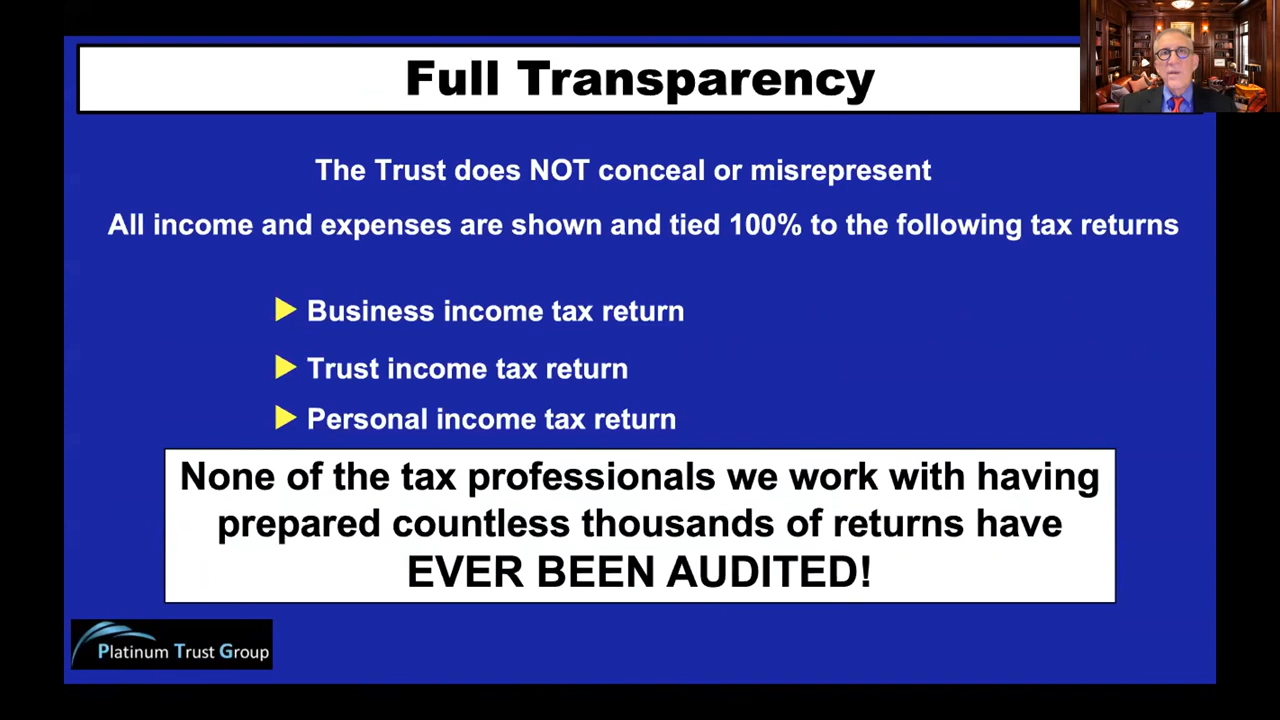 Full Transparency
The Trust does NOT conceal or misrepresent
All income and expenses are shown and tied 100% to the following tax returns
Business income tax return
Trust income tax return
Personal income tax return
None of the tax professionals we work with having
prepared countless thousands of returns have
EVER BEEN AUDITED!
Platinum Trust Group